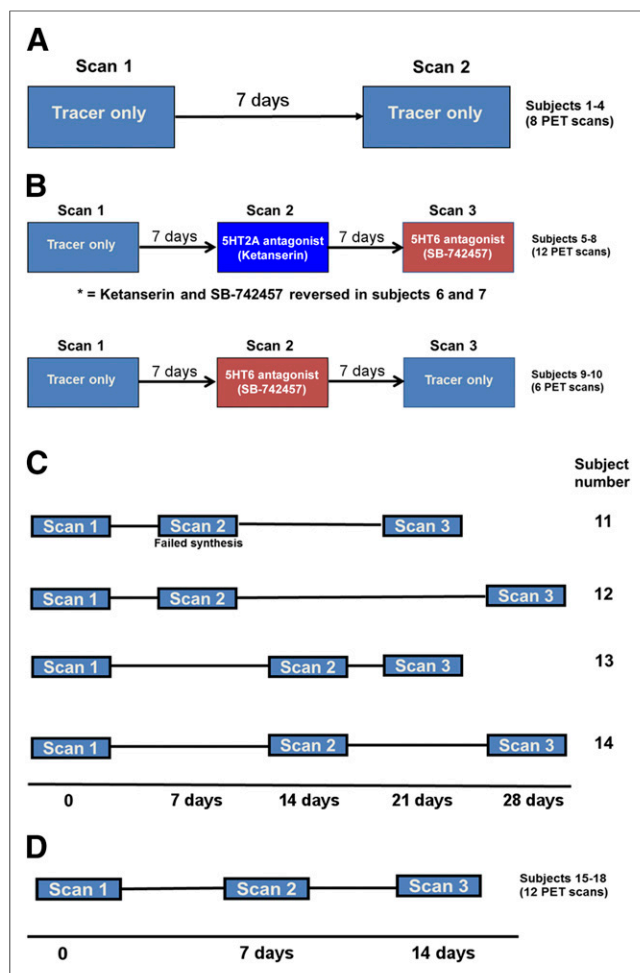 A
Scan 1
Scan 2
Tracer only
7 days
Tracer only
Subjects 1-4
(8 PET scans)
B
Scan 1
Scan 2
Scan 3
Tracer only
7 days
5HT2A antagonist
(Ketanserin)
7 days
5HT6 antagonist
(SB-742457)
Subjects 5-8
(12 PET scans)
* = Ketanserin and SB-742457 reversed in subjects 6 and 7
Scan 1
Scan 2
Scan 3
Tracer only
7 days
5HT6 antagonist
(SB-742457)
7 days
Tracer only
Subjects 9-10
(6 PET scans)
C
Subject
number
Scan 1
Scan 2
Failed synthesis
Scan 3
11
Scan 1
Scan 2
Scan 3
12
Scan 1
Scan 2
Scan 3
13
Scan 1
Scan 2
Scan 3
14
0
7 days
14 days
21 days
28 days
D
Scan 1
Scan 2
Scan 3
Subjects 15-18
(12 PET scans)
0
7 days
14 days